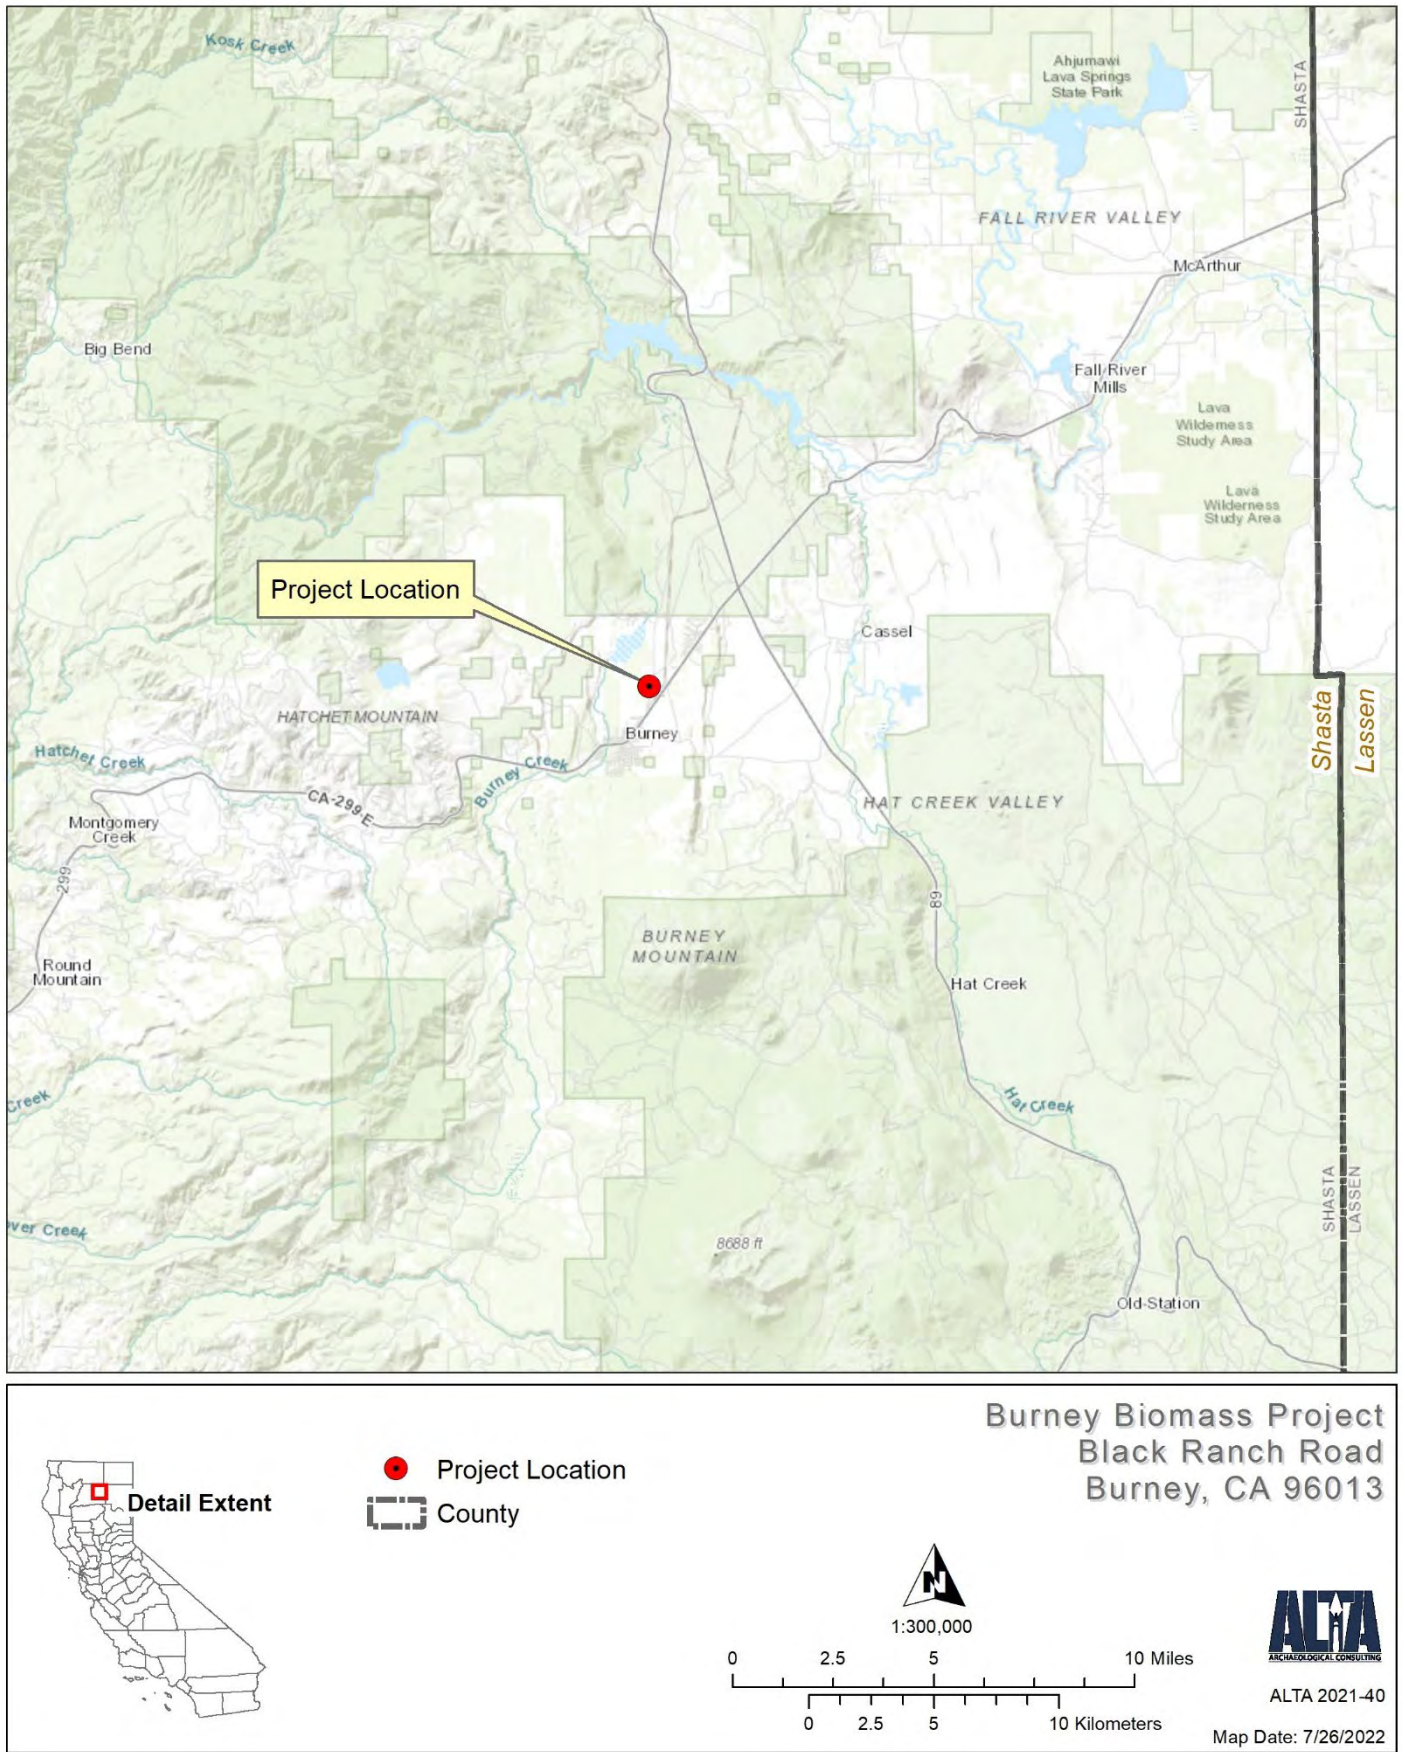 Kosk Creek
Ahjumawi
Lava Springs
State Park
SHASTA
FALL RIVER VALLEY
McArthur
Big Bend
Fall River
Mills
Lava
Wilderness
Study Area
Lava
Wilderness
Study Area
Project Location
Cassel
HATCHET MOUNTAIN
Shasta
Lassen
Burney
Hatchet Creek
Burney Creek
CA-299-E
HAT CREEK VALLEY
Montgomery
Creek
299
89
BURNEY
MOUNTAIN
Round
Mountain
Hat Creek
Creek
Hat Creek
SHASTA
LASSEN
ver Creek
8688 ft
Old-Station
Burney Biomass Project
Black Ranch Road
Burney, CA 96013
Project Location
Detail Extent
County
N
1:300,000
0 2.5 5 10 Miles
0 2.5 5 10 Kilometers
ALTA
ARCHAEOLOGICAL CONSULTING
ALTA 2021-40
Map Date: 7/26/2022